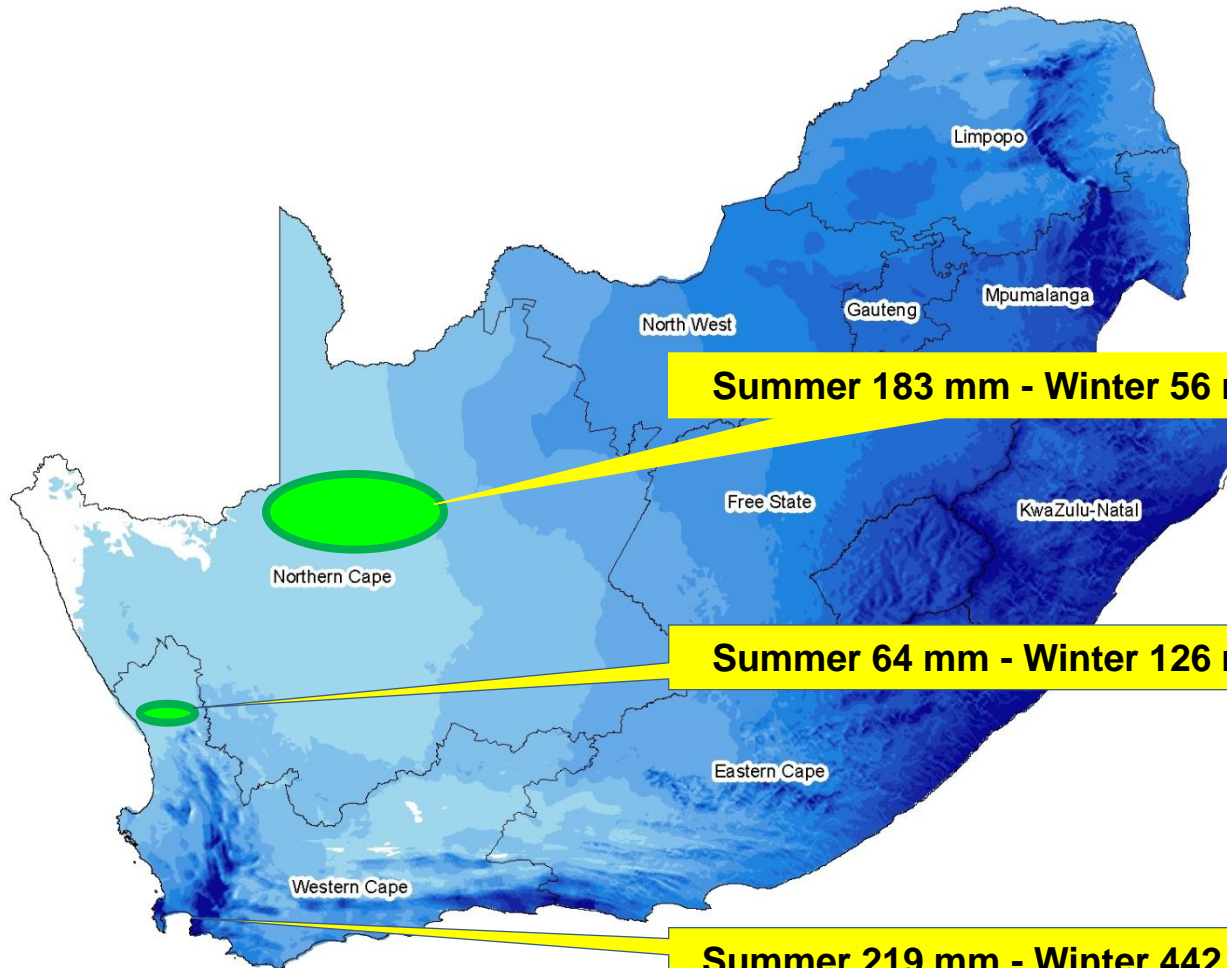 Limpopo
Mpumalanga
Gauteng
North West
Summer 183 mm - Winter 56
Free State
KwaZulu-Natal
Northern Cape
Summer 64 mm - Winter 126
Eastern Cape
Western Cape
Summer 219 mm - Winter 442